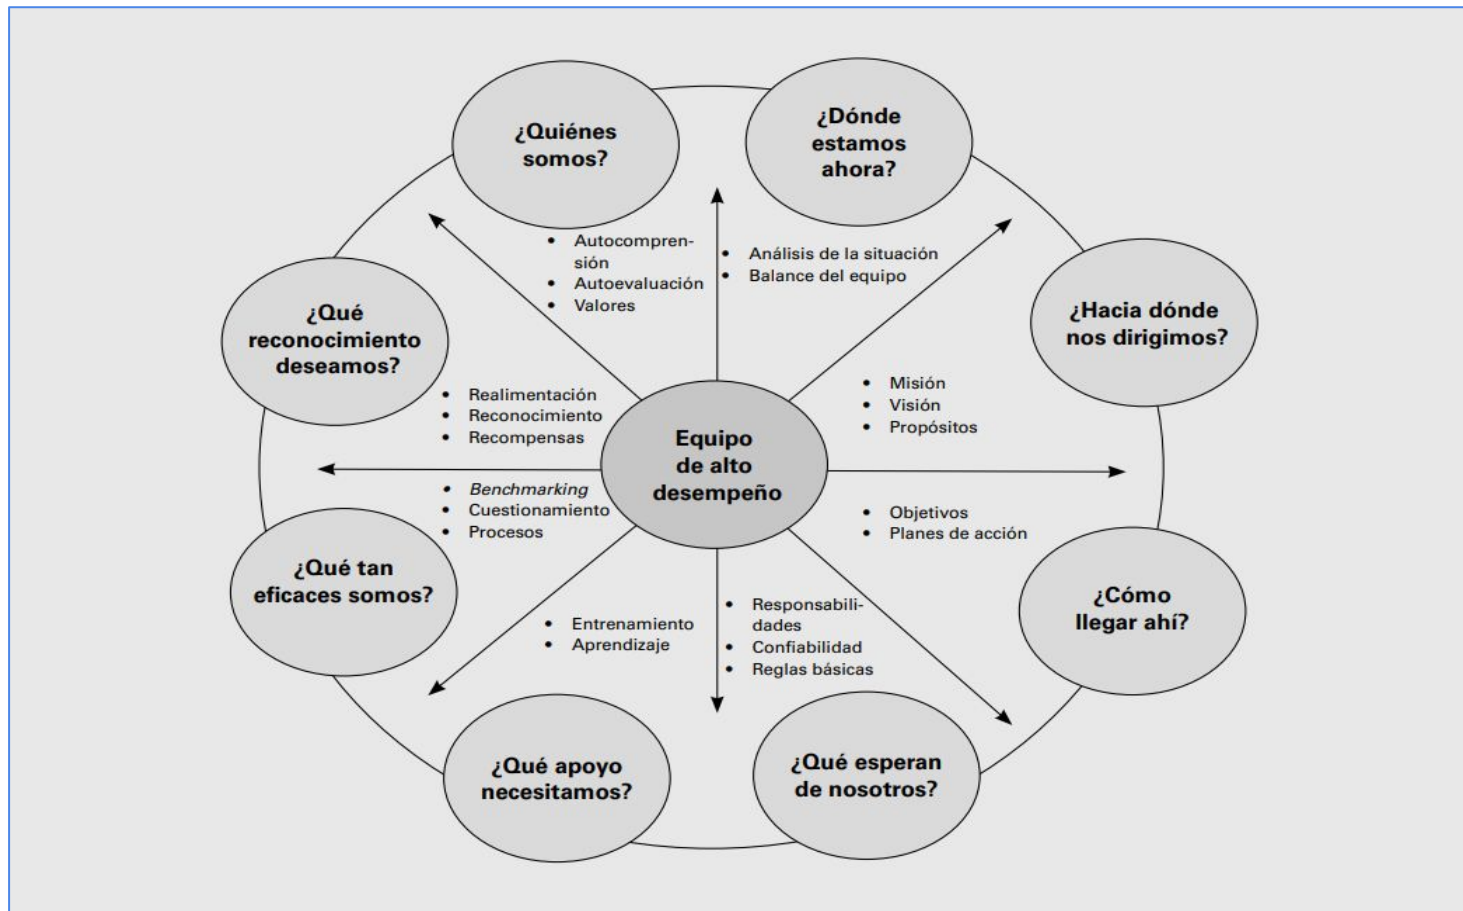 ¿Quiénes
somos?
¿Dónde
estamos
ahora?
¿Hacia dónde
nos dirigimos?
¿Cómo
llegar ahí?
¿Qué esperan
de nosotros?
¿Qué apoyo
necesitamos?
¿Qué tan
eficaces somos?
¿Qué
reconocimiento
deseamos?
• Autocompren-
sión
• Autoevaluación
• Valores
• Análisis de la situación
• Balance del equipo
• Misión
• Visión
• Propósitos
• Objetivos
• Planes de acción
• Responsabili-
dades
• Confiabilidad
• Reglas básicas
• Entrenamiento
• Aprendizaje
• Benchmarking
• Cuestionamiento
• Procesos
• Realimentación
• Reconocimiento
• Recompensas
Equipo
de alto
desempeño